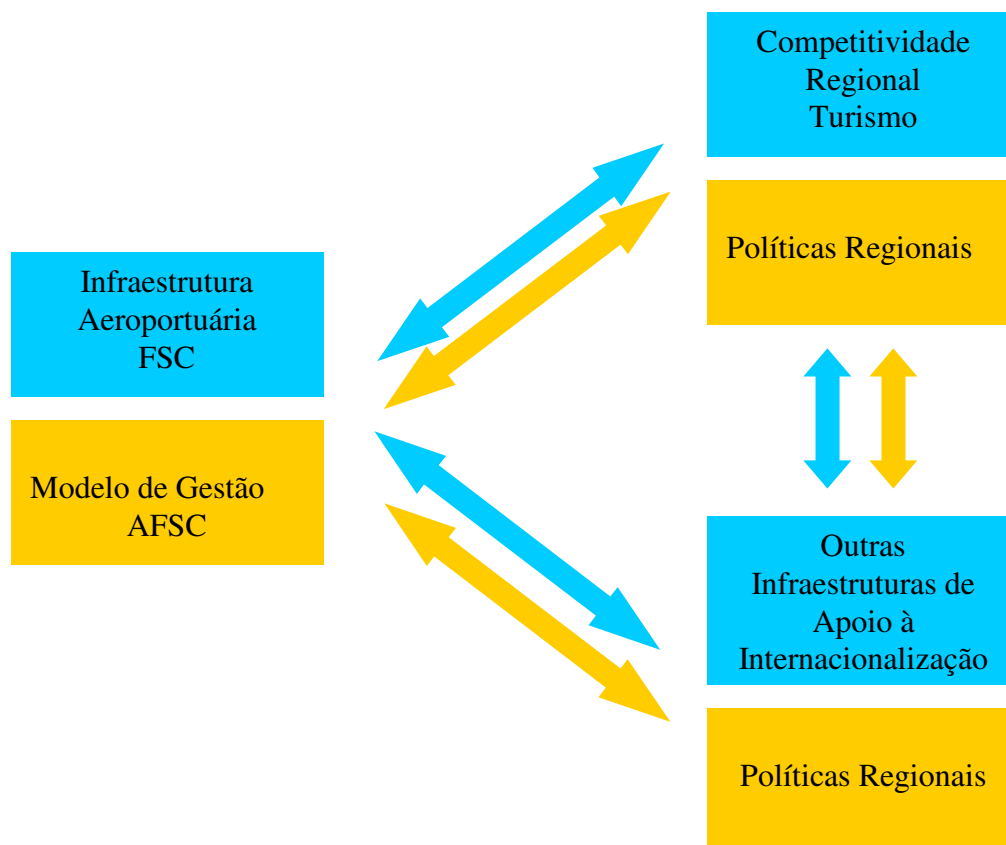 Competitividade
Regional
Turismo
Políticas Regionais
Infraestrutura
Aeroportuária
FSC
Modelo de Gestão
AFSC
Outras
Infraestruturas de
Apoio à
Internacionalização
Políticas Regionais